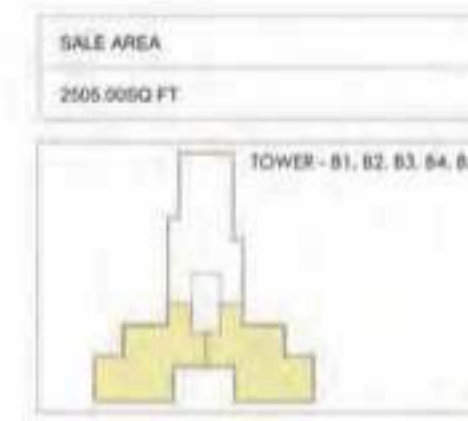 SALE AREA
2505.00SQ FT
TOWER - B1, B2, B3, B4,